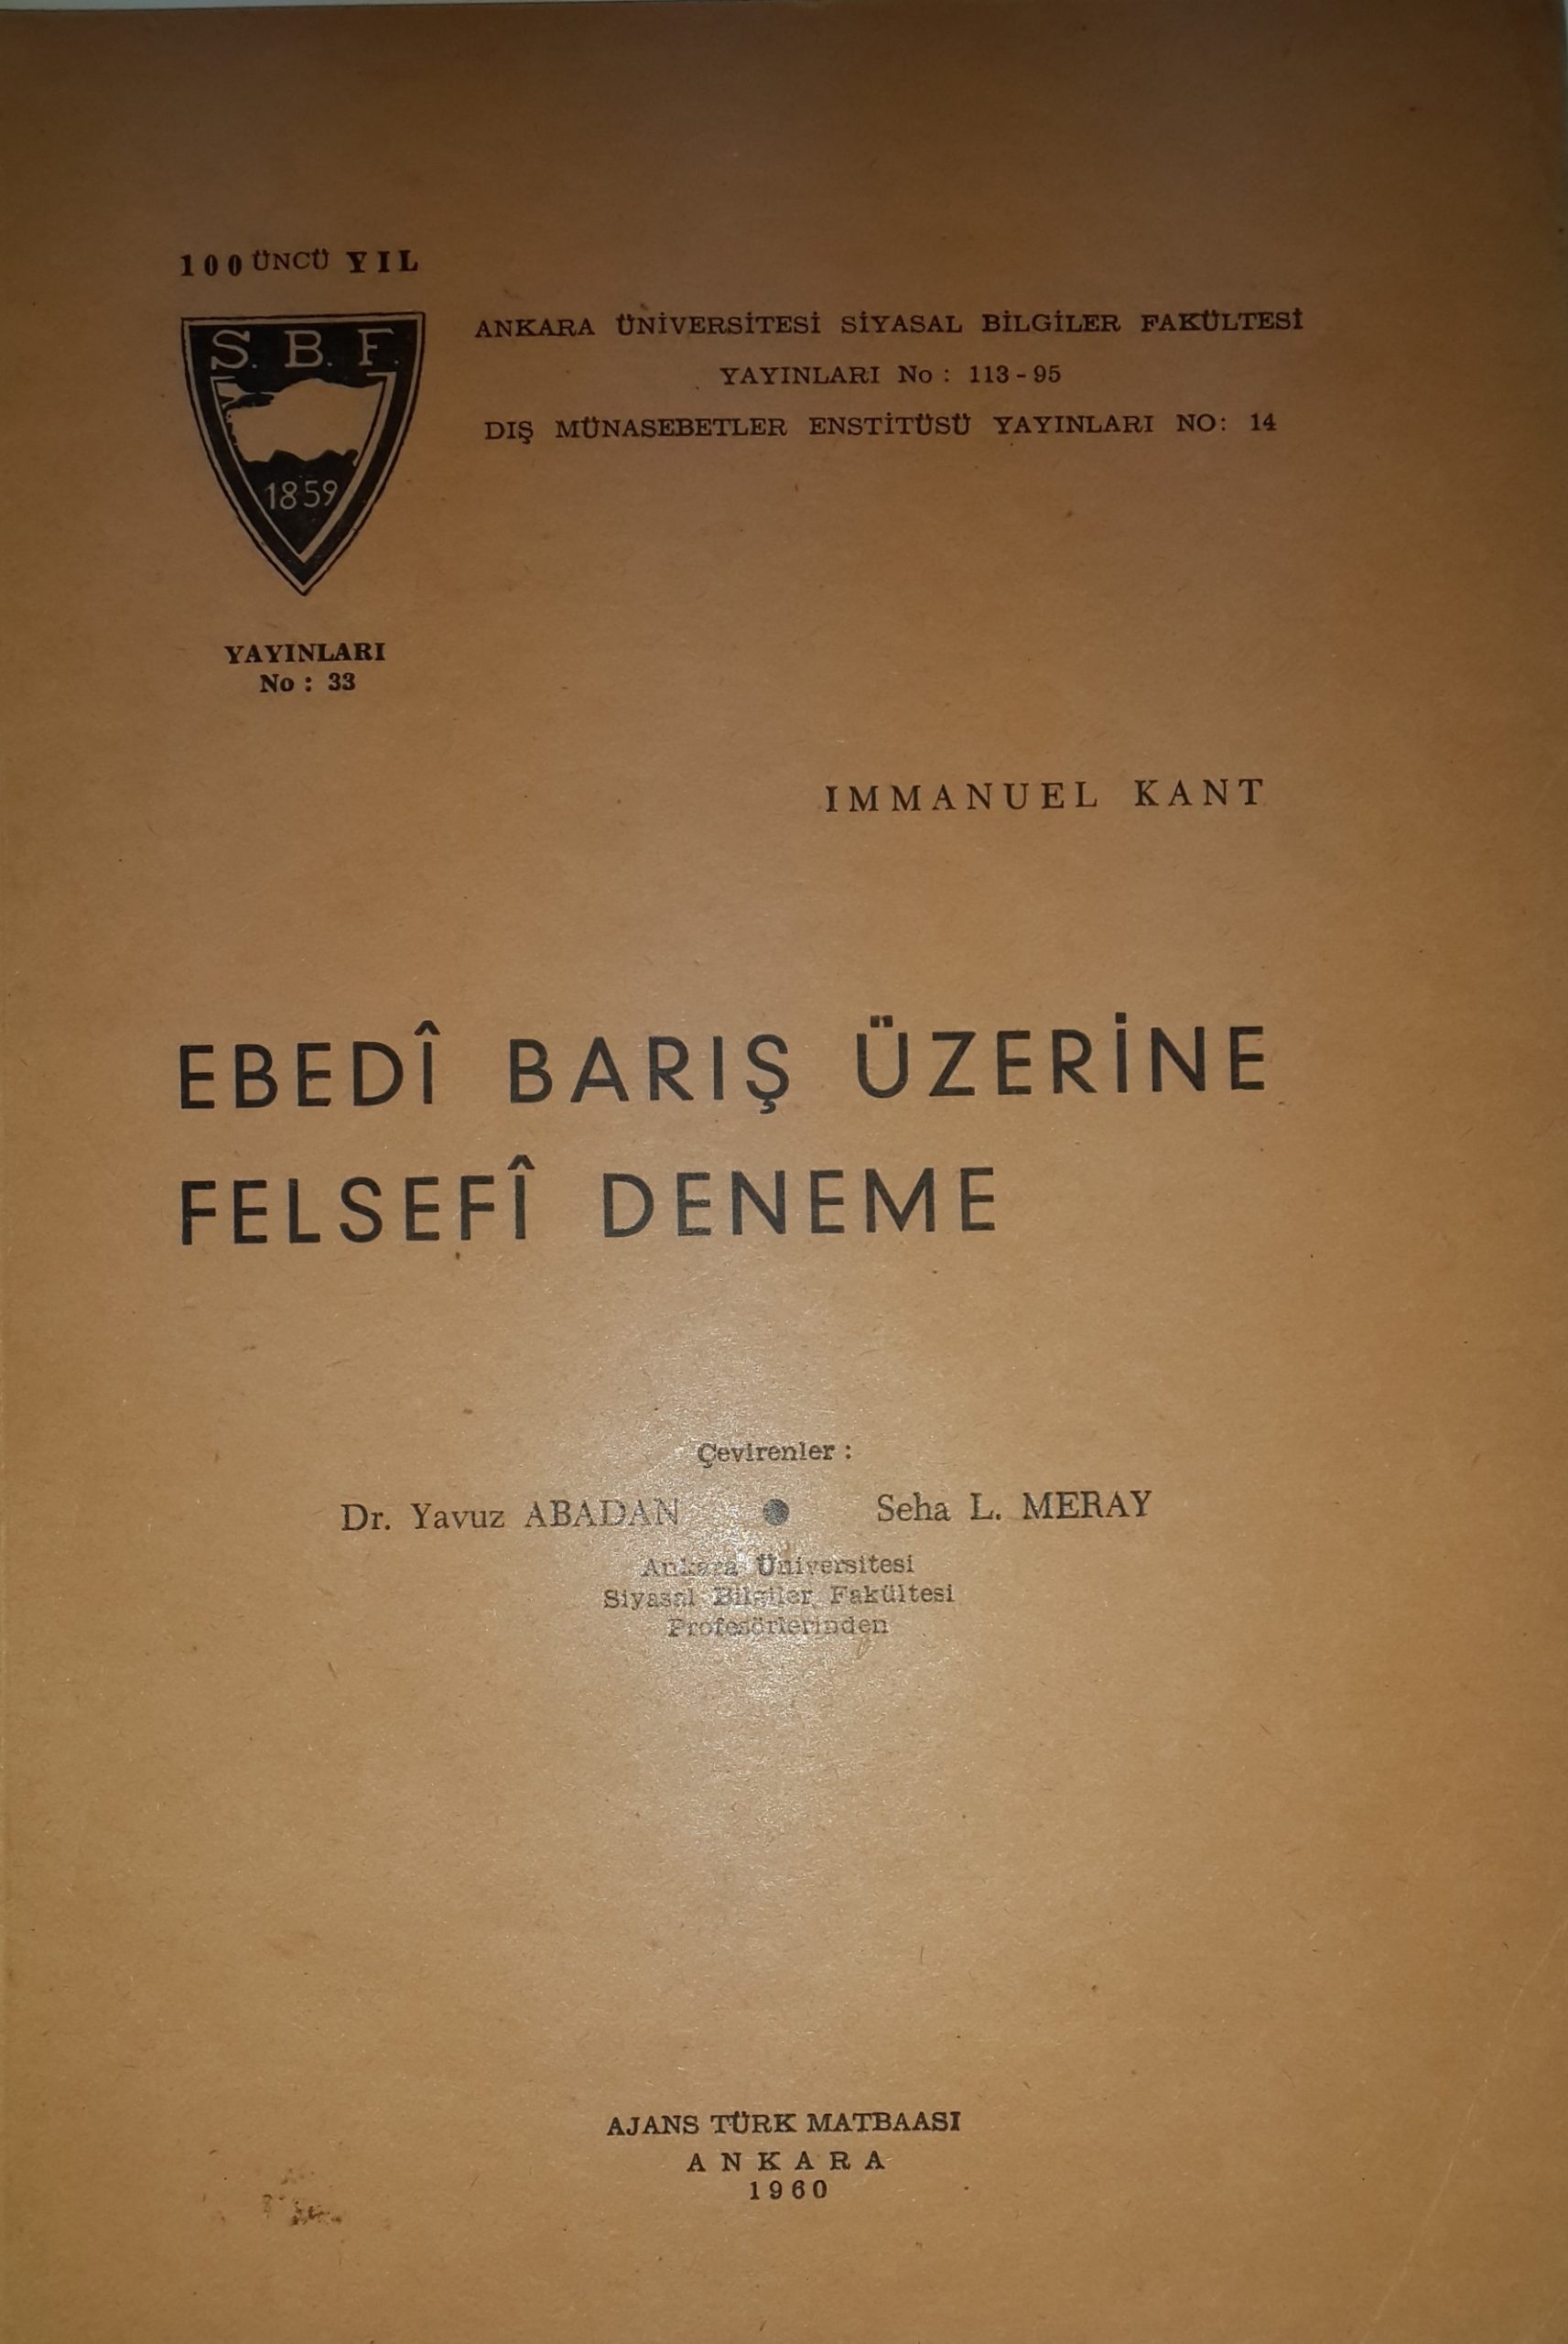 100 ÜNCÜ YIL
S. B. F.
1859
YAYINLARI
No : 33
ANKARA ÜNİVERSİTESİ SİYASAL BİLGİLER FAKÜLTESİ
YAYINLARI No : 113-95
DIŞ MÜNASEBETLER ENSTİTÜSÜ YAYINLARI NO: 14
IMMANUEL KANT
EBEDÎ BARIŞ ÜZERİNE
FELSEFÎ DENEME
Çevirenler :
Dr. Yavuz ABADAN ● Seha L. MERAY
Ankara Üniversitesi
Siyasal Bilgiler Fakültesi
Profesörlerinden
AJANS TÜRK MATBAASI
ANKARA
1960